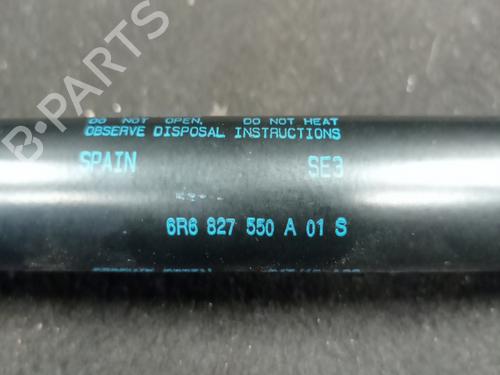 B-PARTS
DO NOT OPEN, DO NOT HEAT
OBSERVE DISPOSAL INSTRUCTIONS
SPAIN SE3
6R6 827 550 A 01 S